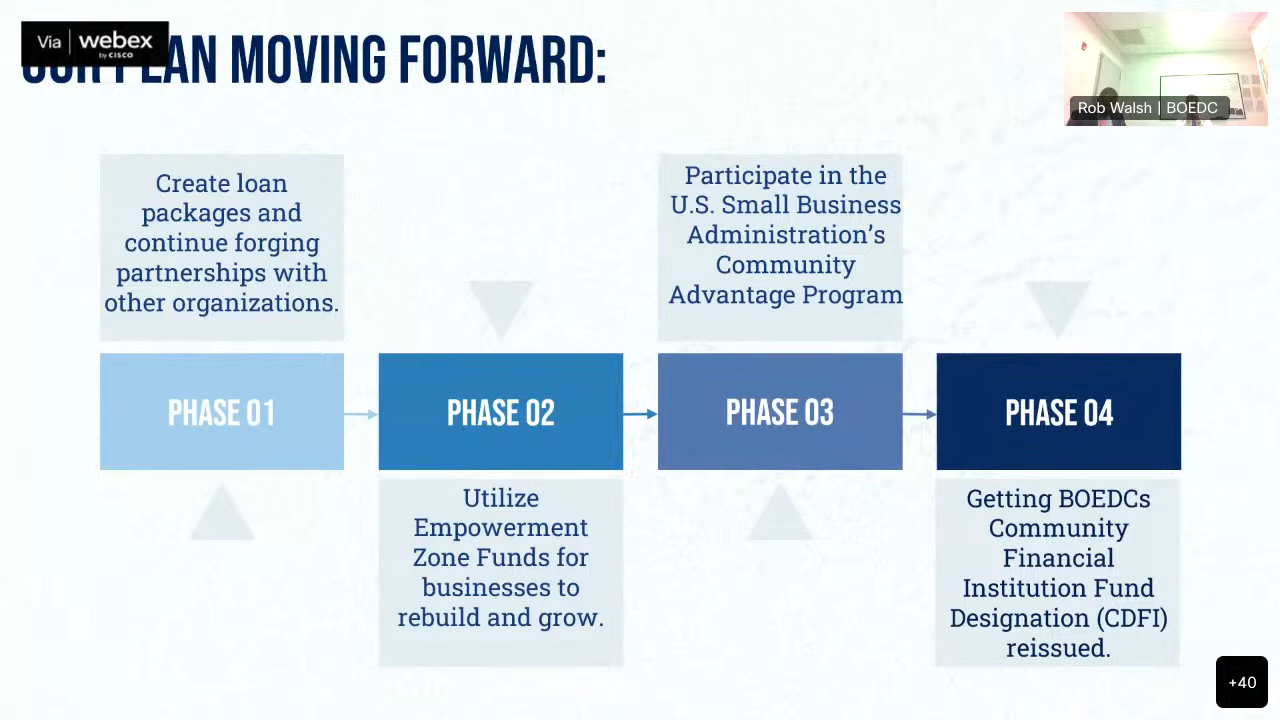 Via webex
by CISCO
OUR PLAN MOVING FORWARD:
Rob Walsh | BOEDC
Create loan
packages and
continue forging
partnerships with
other organizations.
Participate in the
U.S. Small Business
Administration’s
Community
Advantage Program
PHASE 01
PHASE 02
PHASE 03
PHASE 04
Utilize
Empowerment
Zone Funds for
businesses to
rebuild and grow.
Getting BOEDCs
Community
Financial
Institution Fund
Designation (CDFI)
reissued.
+40